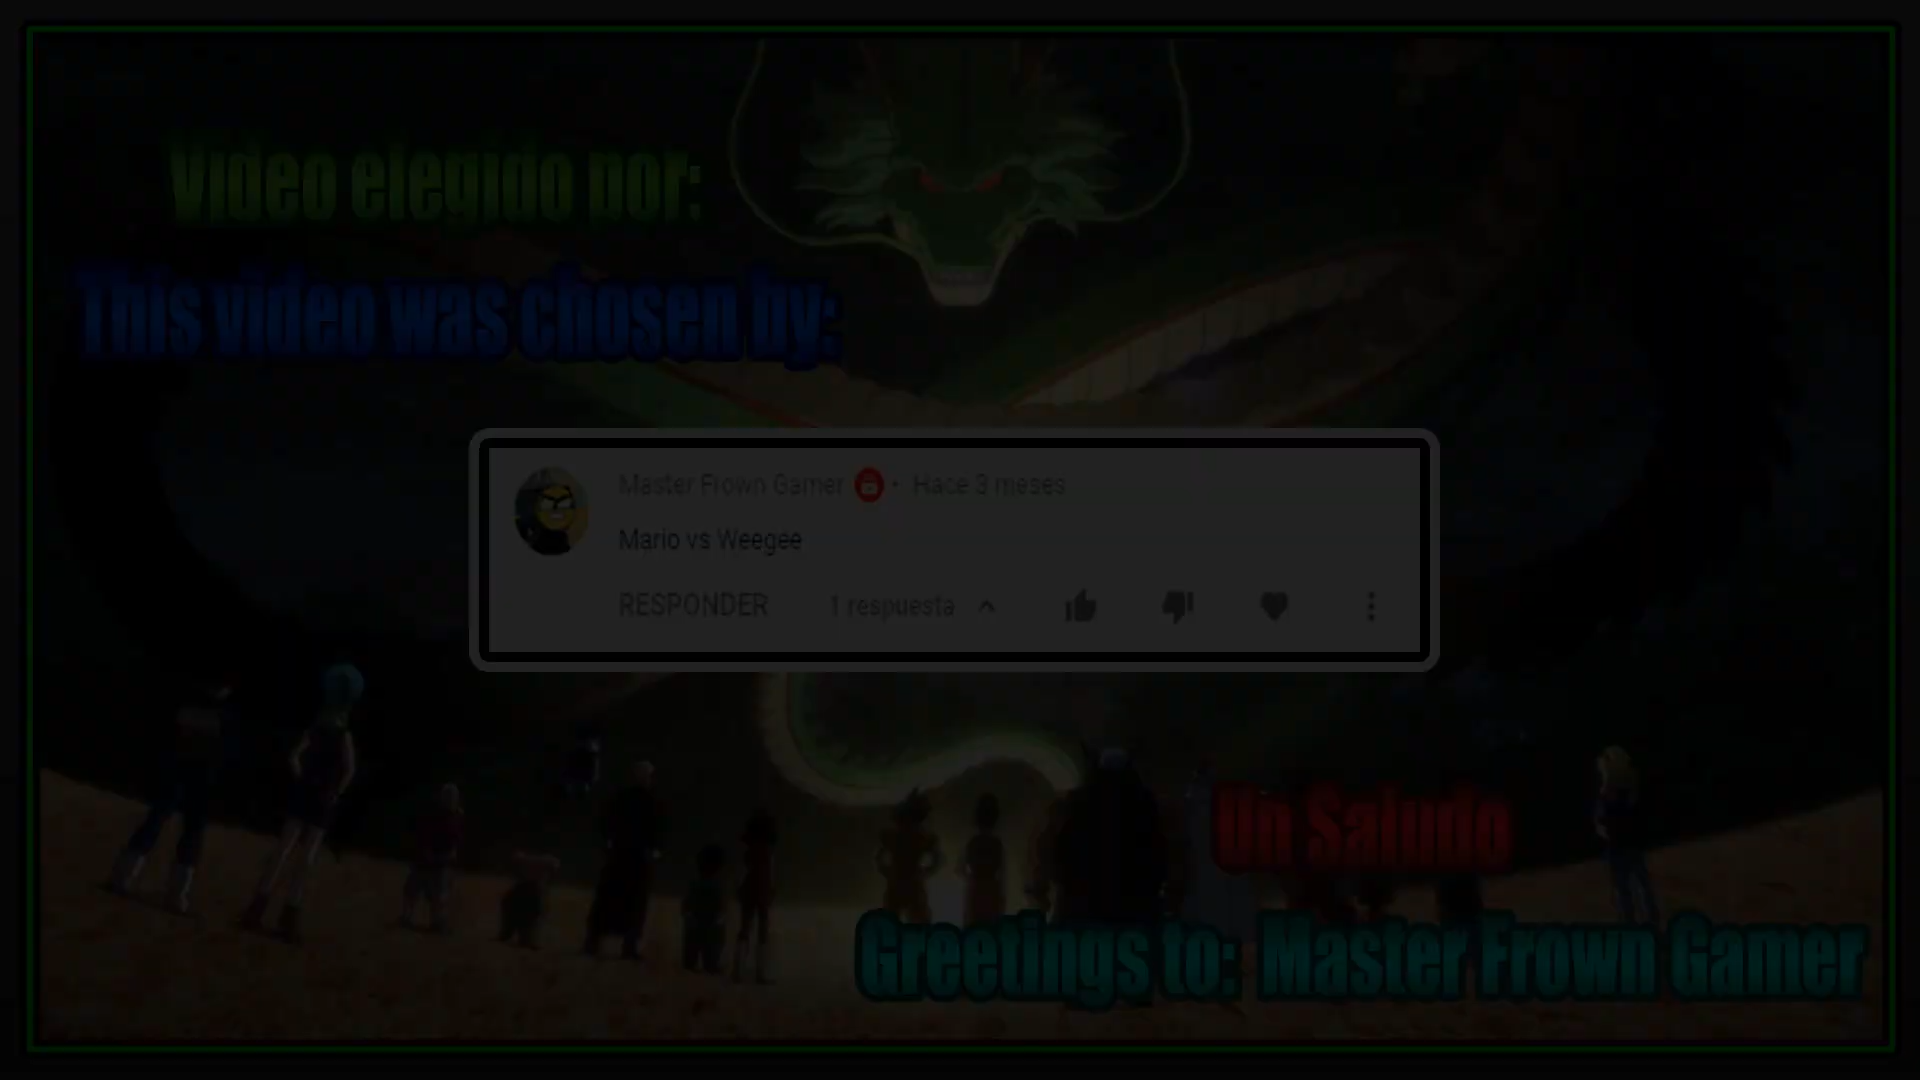 Video elegido por:
This video was chosen by:
Master Frown Gamer • Hace 3 meses
Mario vs Weegee
RESPONDER 1 respuesta
Un Saludo
Greetings to: Master Frown Gamer